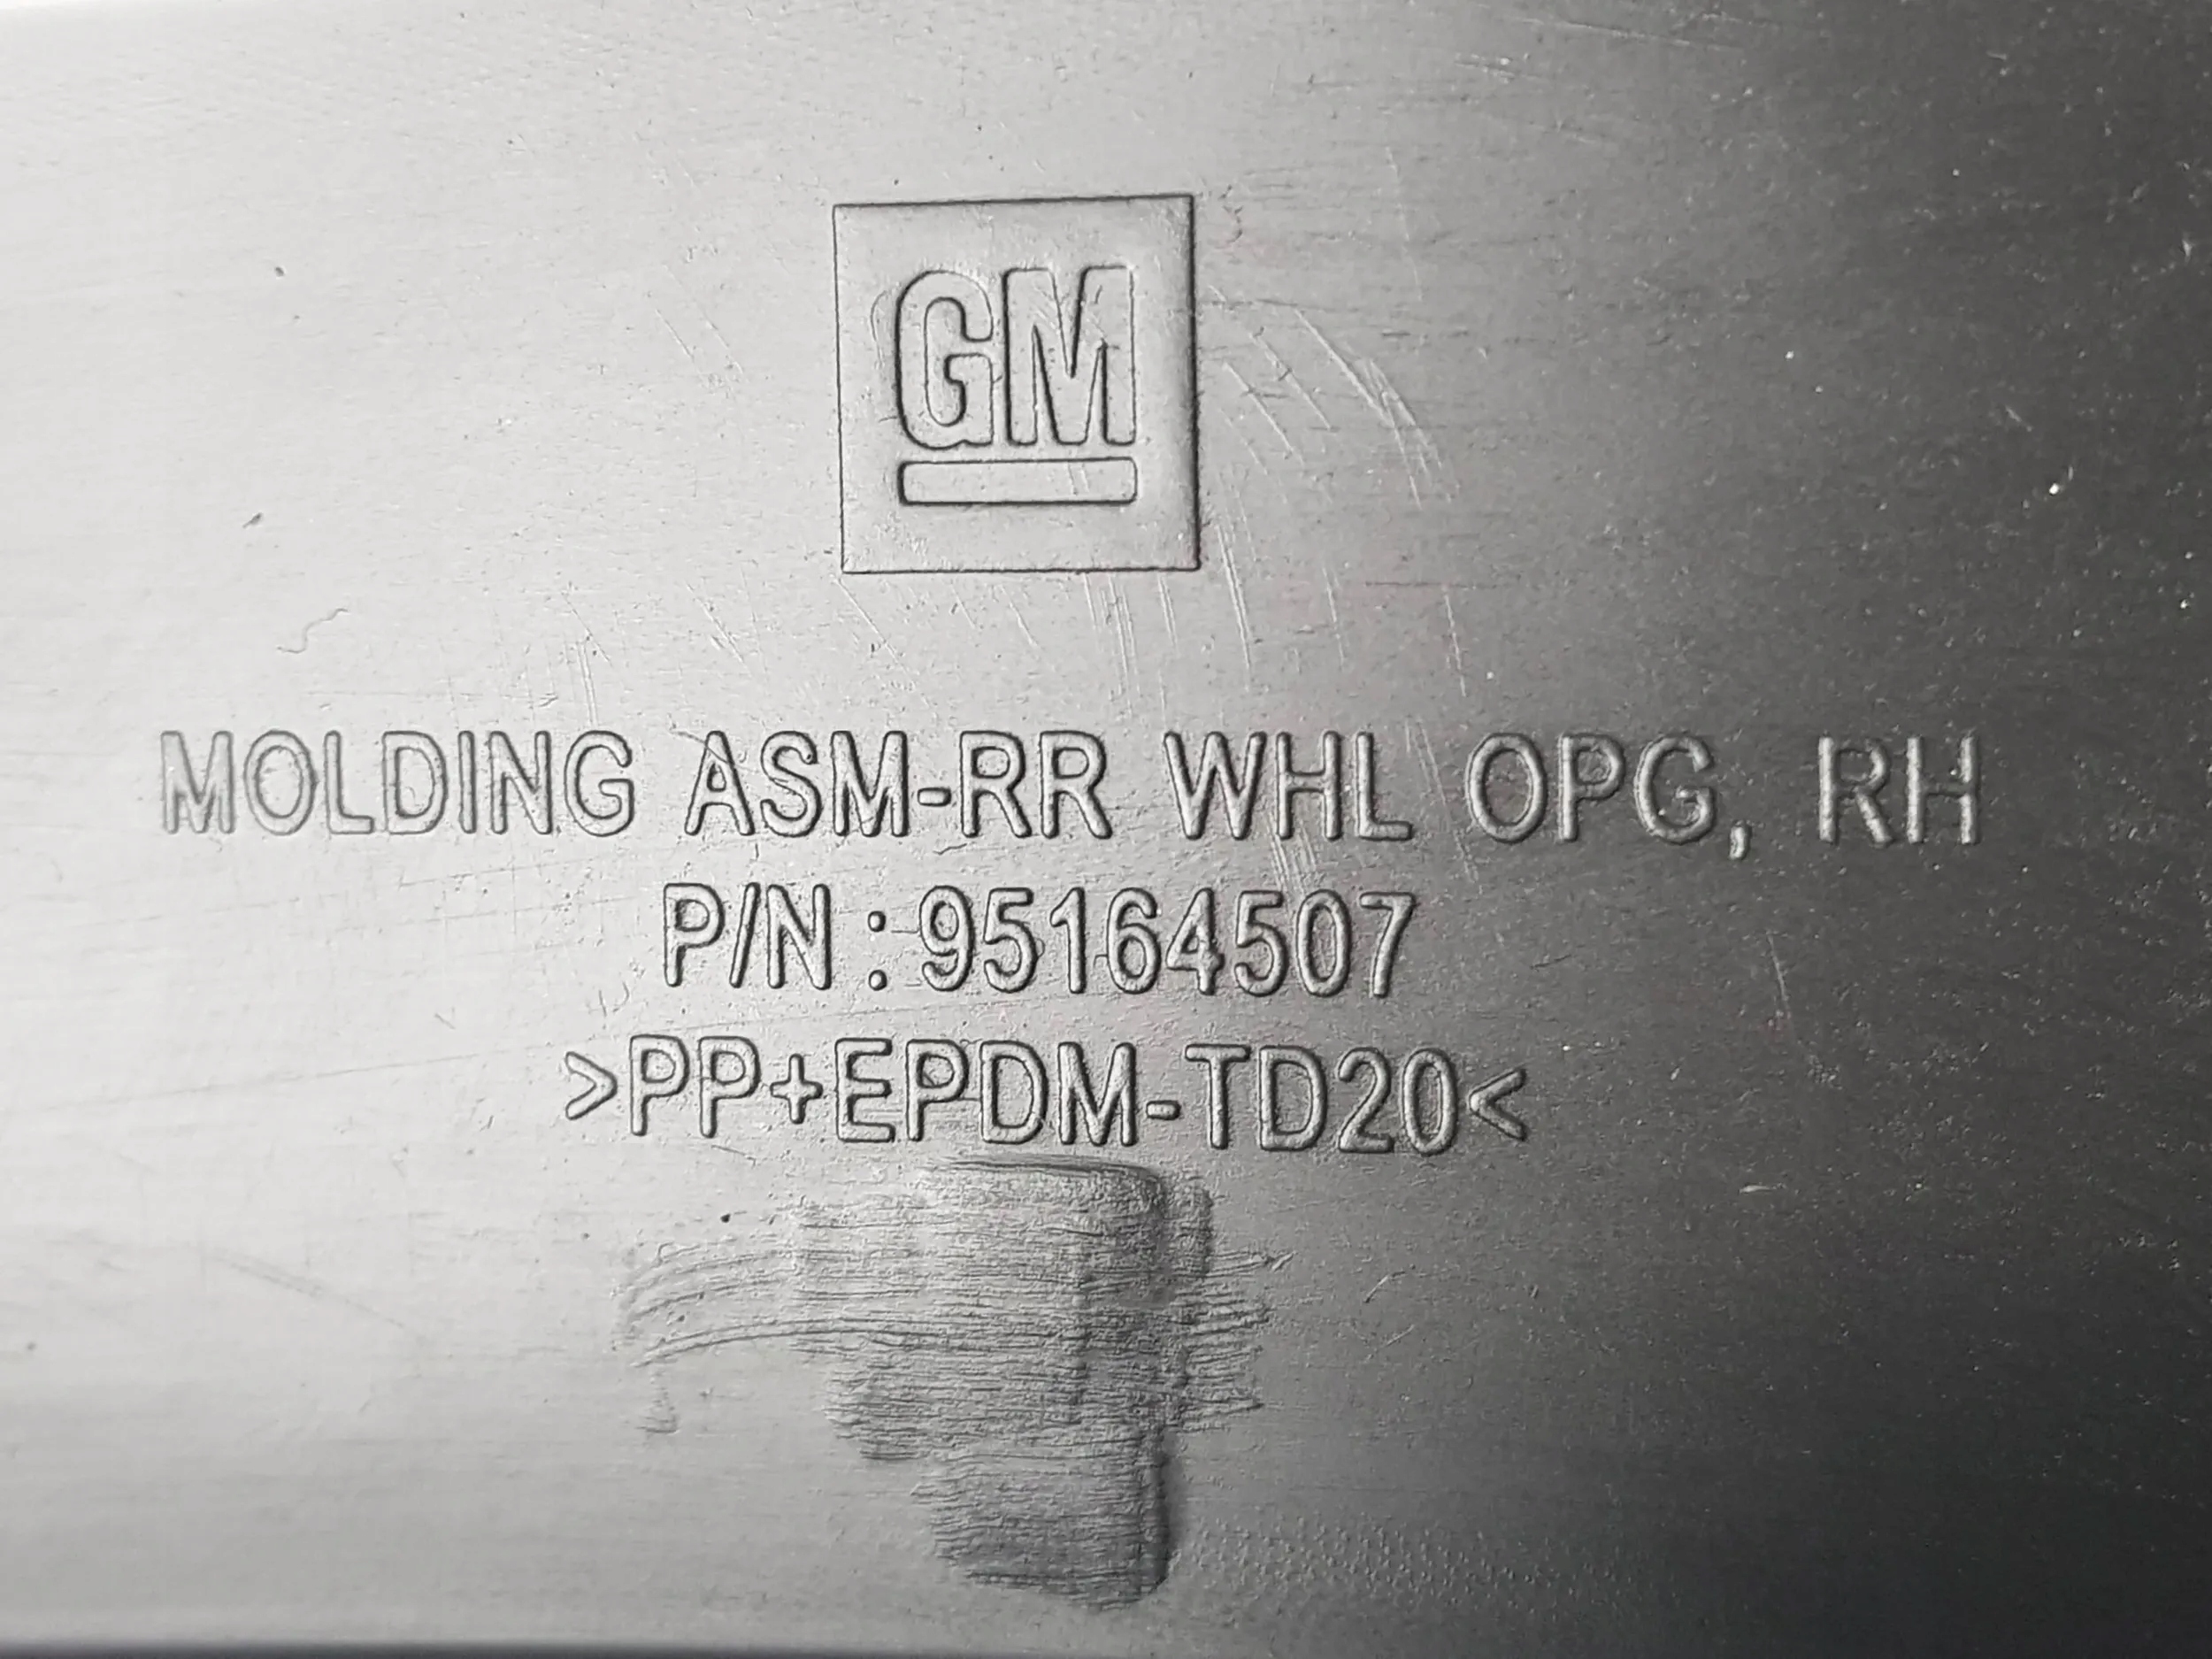 GM
MOLDING ASM-RR WHL OPG, RH
P/N : 95164507
>PP+EPDM-TD20<